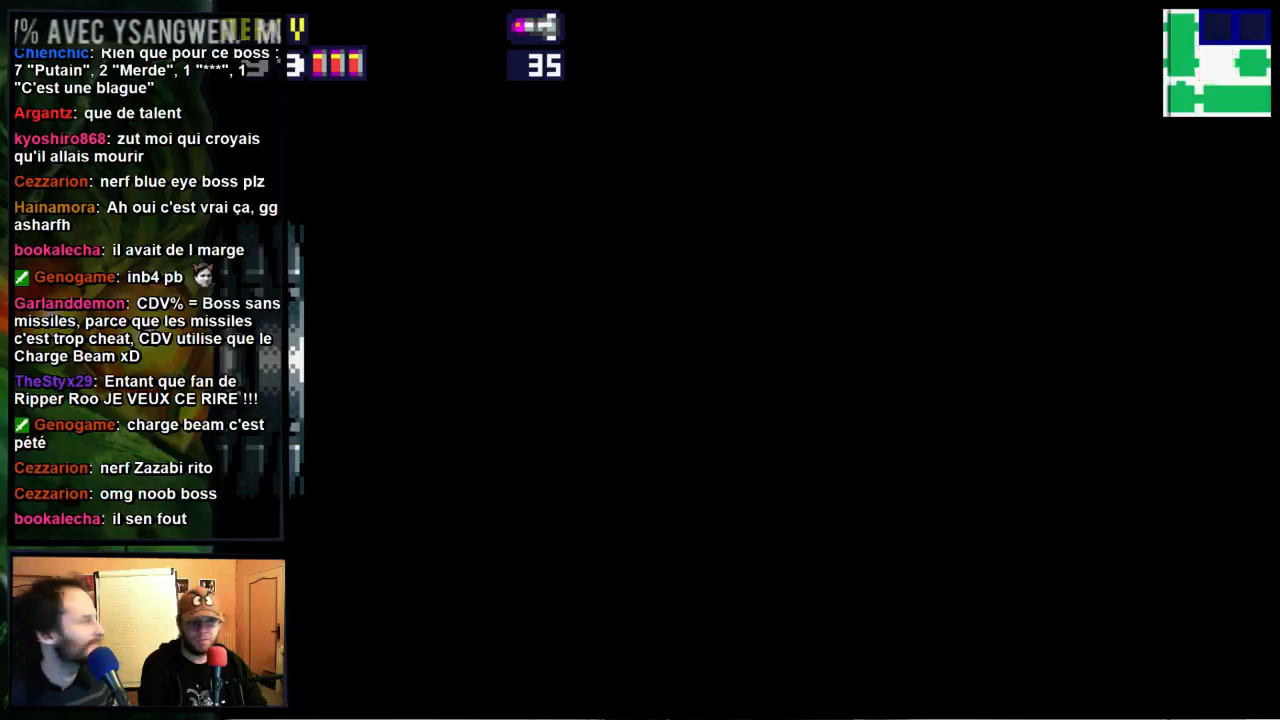 % AVEC YSANGWEN.
Y
9
35
Chienchic: Rien que pour ce boss :
7 "Putain", 2 "Merde", 1 "***", 1
"C'est une blague"
Argantz: que de talent
kyoshiro868: zut moi qui croyais
qu'il allais mourir
Cezzarion: nerf blue eye boss plz
Hainamora: Ah oui c'est vrai ça, gg
asharfh
bookalecha: il avait de l marge
Genogame: inb4 pb
Garlanddemon: CDV% = Boss sans
missiles, parce que les missiles
c'est trop cheat, CDV utilise que le
Charge Beam xD
TheStyx29: Entant que fan de
Ripper Roo JE VEUX CE RIRE !!!
Genogame: charge beam c'est
pété
Cezzarion: nerf Zazabi rito
Cezzarion: omg noob boss
bookalecha: il sen fout